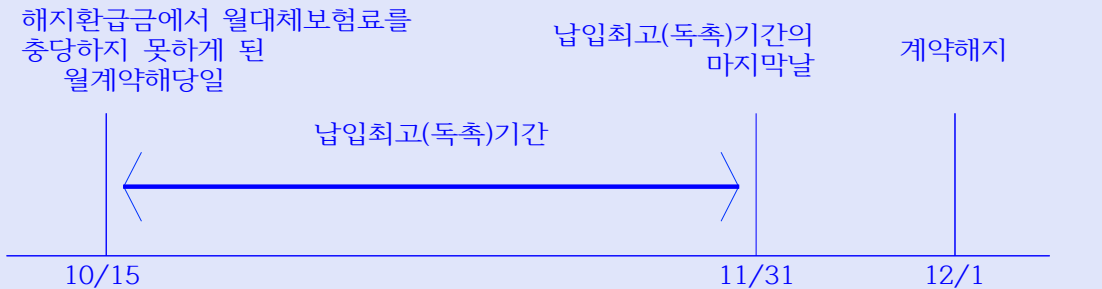 해지환급금에서 월대체보험료를
충당하지 못하게 된
월계약해당일
납입최고(독촉)기간의
마지막날
계약해지
납입최고(독촉)기간
10/15
11/31
12/1